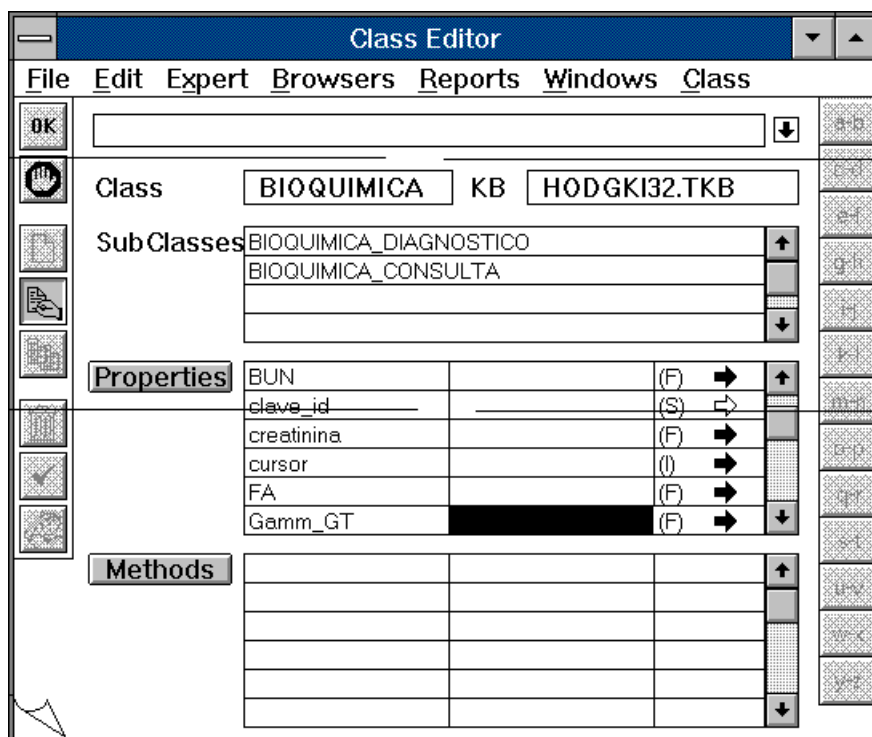 Class Editor
File Edit Expert Browsers Reports Windows Class
OK
a-b
Class BIOQUIMICA KB HODGKI32.TKB
c-d
e-f
SubClasses BIOQUIMICA_DIAGNOSTICO
g-h
BIOQUIMICA_CONSULTA
i-j
k-l
Properties BUN (F)
clave_id (S)
m-n
creatinina (F)
o-p
cursor (I)
FA (F)
q-r
Gamm_GT (F)
s-t
Methods
u-v
w-x
y-z